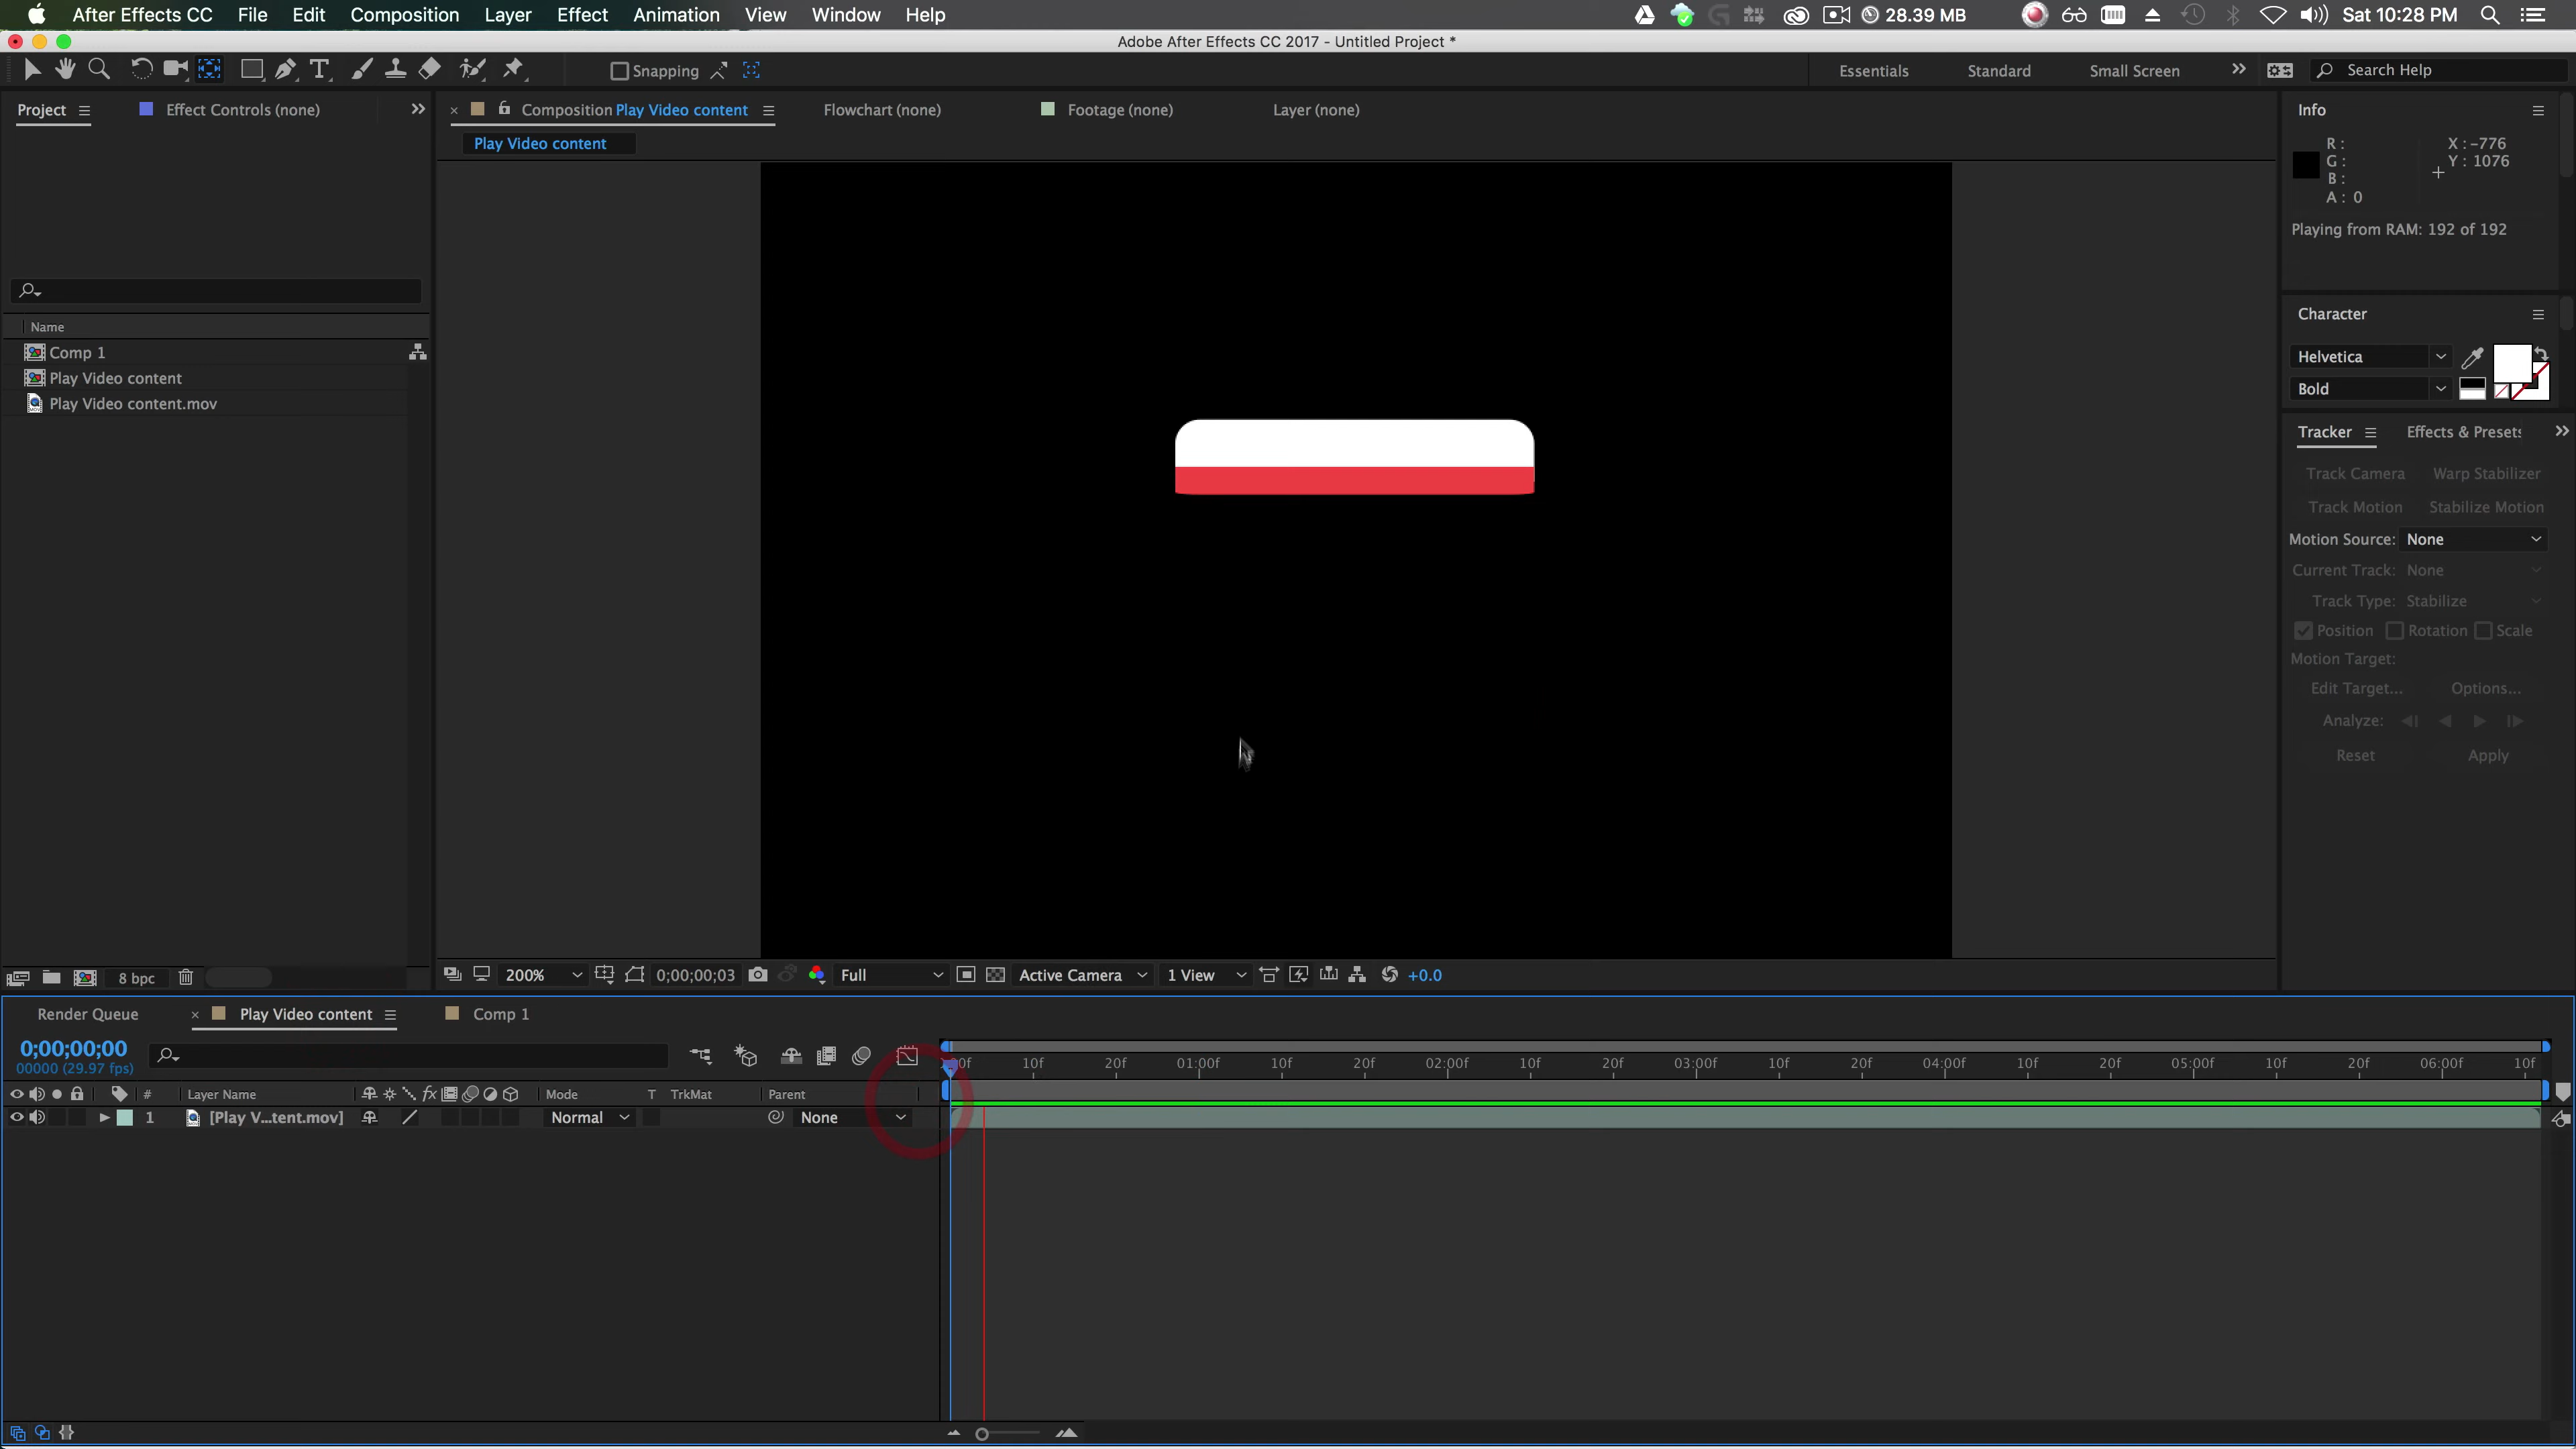 After Effects CC File Edit Composition Layer Effect Animation View Window Help 28.39 MB Sat 10:28 PM
Adobe After Effects CC 2017 - Untitled Project *
Snapping Essentials Standard Small Screen Search Help
Project Effect Controls (none) Composition Play Video content Flowchart (none) Footage (none) Layer (none) Info
Play Video content
R : X : -776
G : Y : 1076
B :
A : 0
Playing from RAM: 192 of 192
Name
Comp 1
Play Video content
Play Video content.mov
Character
Helvetica
Bold
Tracker Effects & Presets
Track Camera Warp Stabilizer
Track Motion Stabilize Motion
Motion Source: None
Current Track: None
Track Type: Stabilize
Position Rotation Scale
Motion Target:
Edit Target... Options...
Analyze:
Reset Apply
8 bpc 200% 0;00;00;03 Full Active Camera 1 View +0.0
Render Queue Play Video content Comp 1
0;00;00;00
00000 (29.97 fps)
00f 10f 20f 01:00f 10f 20f 02:00f 10f 20f 03:00f 10f 20f 04:00f 10f 20f 05:00f 10f 20f 06:00f 10f
# Layer Name fx Mode T TrkMat Parent
1 [Play V...tent.mov] Normal None